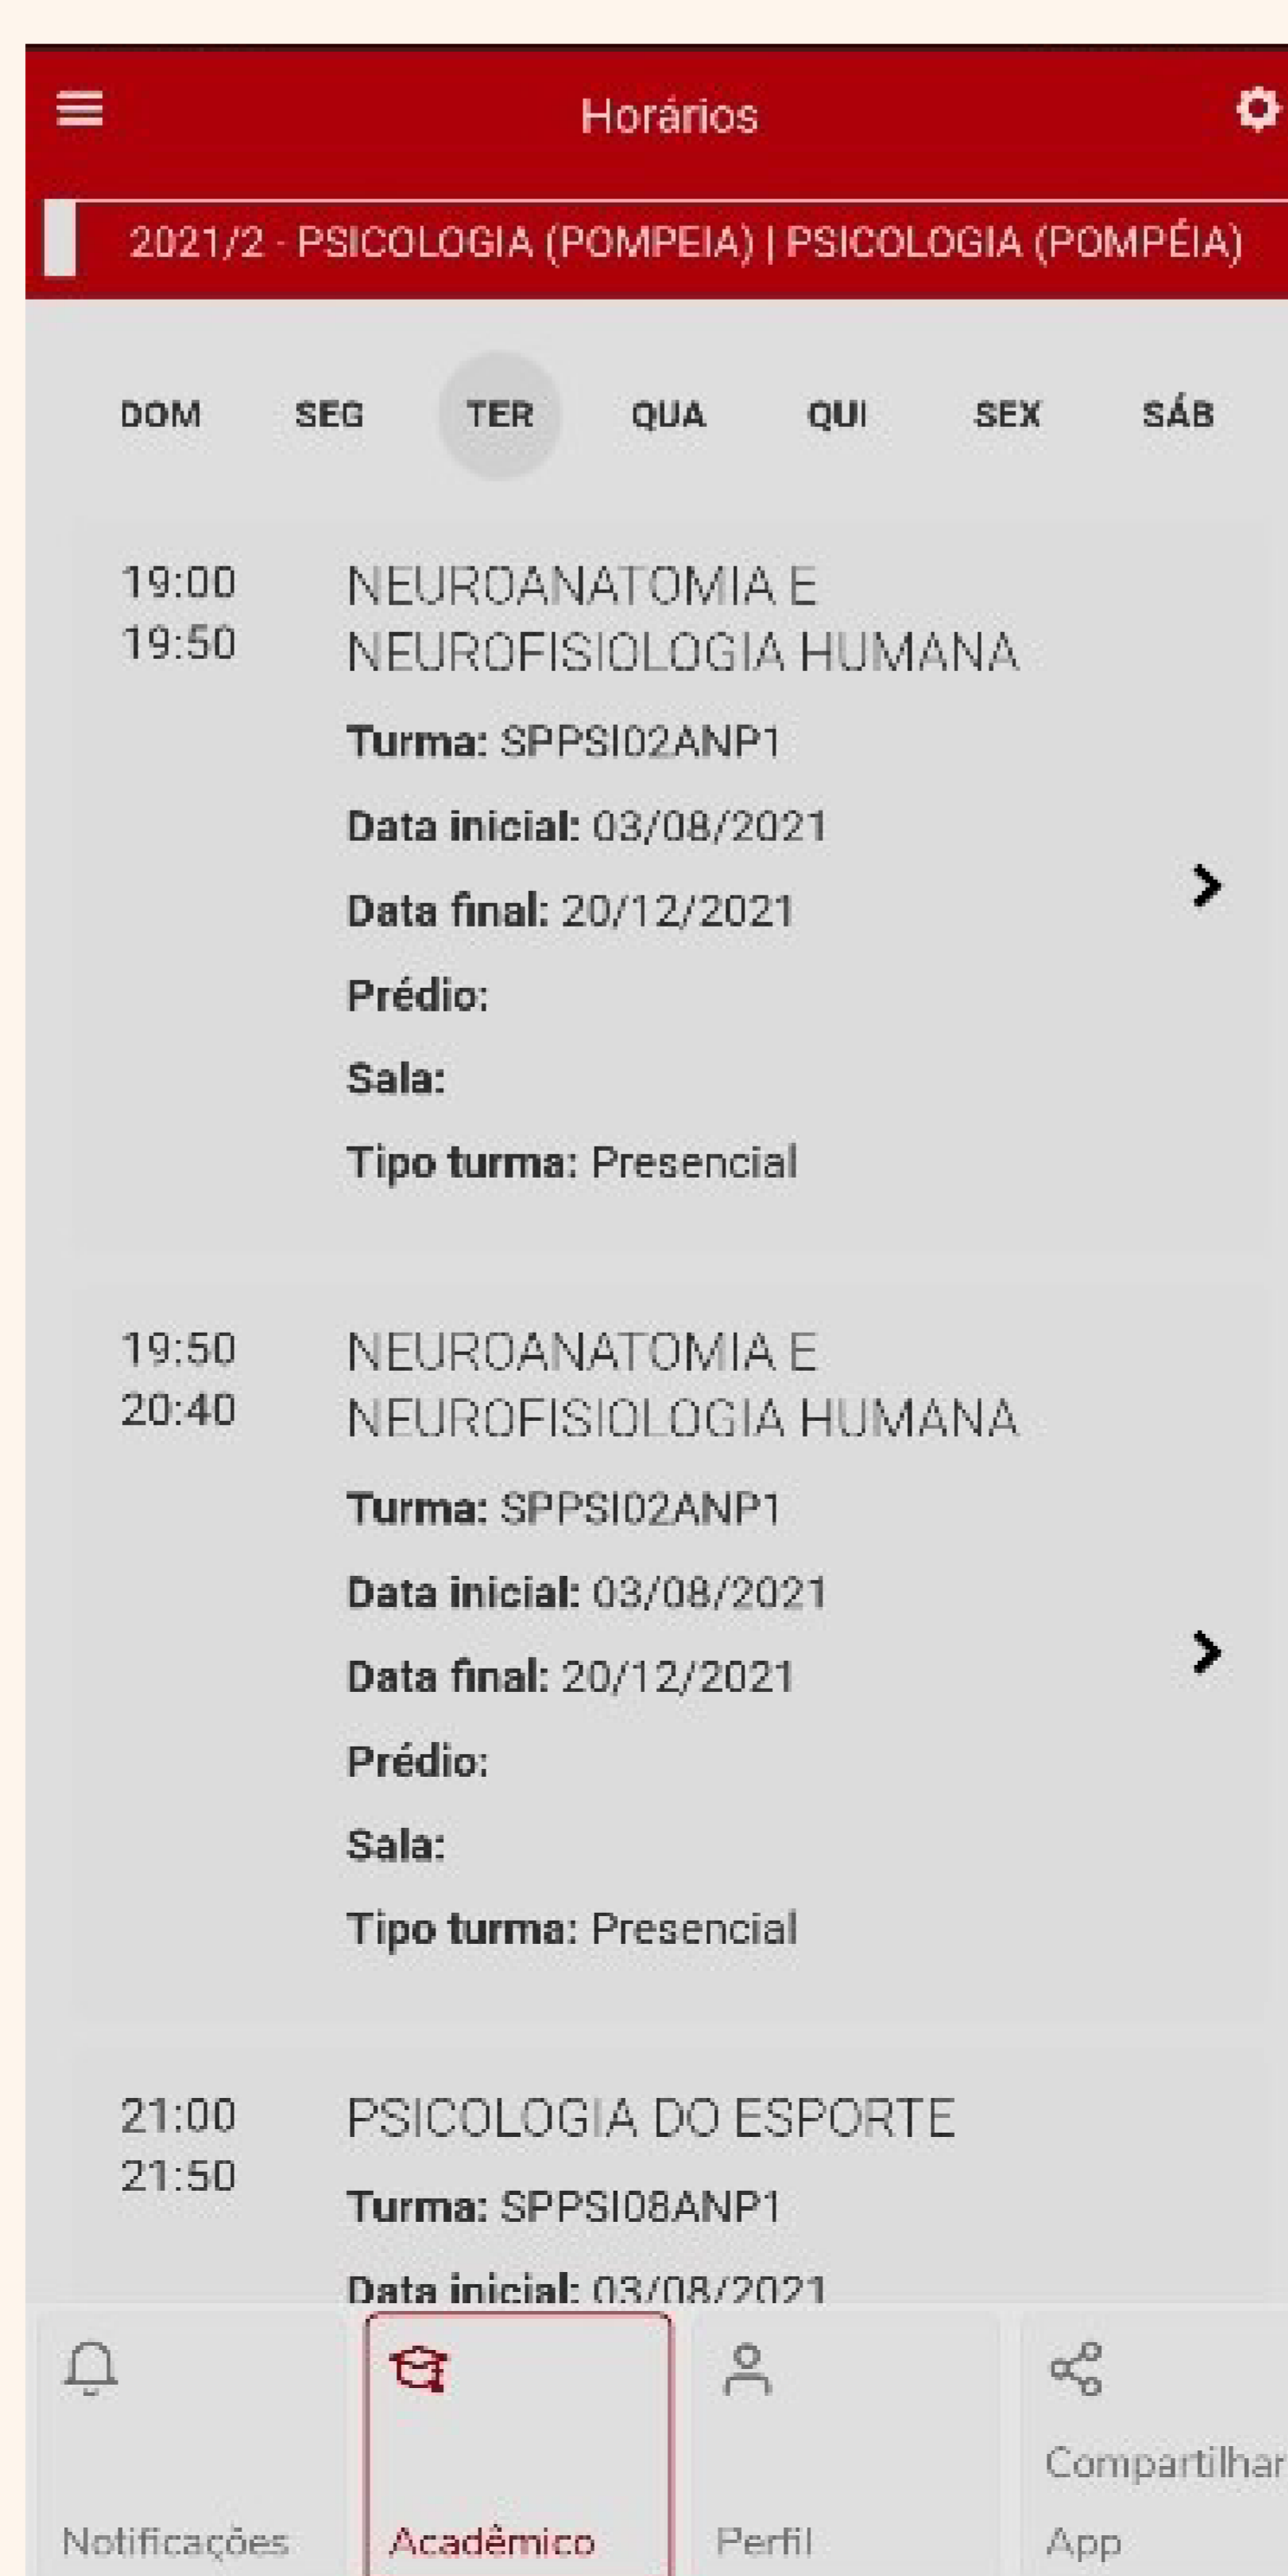 Horários
2021/2 - PSICOLOGIA (POMPEIA) | PSICOLOGIA (POMPÉIA)
DOM SEG TER QUA QUI SEX SÁB
19:00
19:50
NEUROANATOMIA E
NEUROFISIOLOGIA HUMANA
Turma: SPPSI02ANP1
Data inicial: 03/08/2021
Data final: 20/12/2021
Prédio:
Sala:
Tipo turma: Presencial
19:50
20:40
NEUROANATOMIA E
NEUROFISIOLOGIA HUMANA
Turma: SPPSI02ANP1
Data inicial: 03/08/2021
Data final: 20/12/2021
Prédio:
Sala:
Tipo turma: Presencial
21:00
21:50
PSICOLOGIA DO ESPORTE
Turma: SPPSI08ANP1
Data inicial: 03/08/2021
Notificações
Acadêmico
Perfil
Compartilhar
App